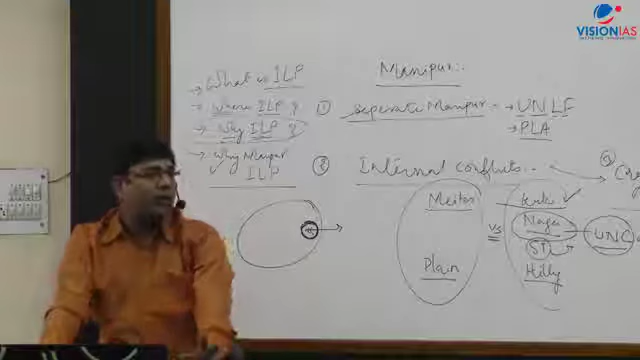 VISIONIAS
→ What is ILP
→ Where ILP ?
→ Why ILP ?
→ Why Manipur
ILP
Manipur :-
① Seperate Manipur → UNLF
→ PLA
② Internal conflicts
Meitei
Plain
vs
Kuki
Naga
ST
Hilly
UNC